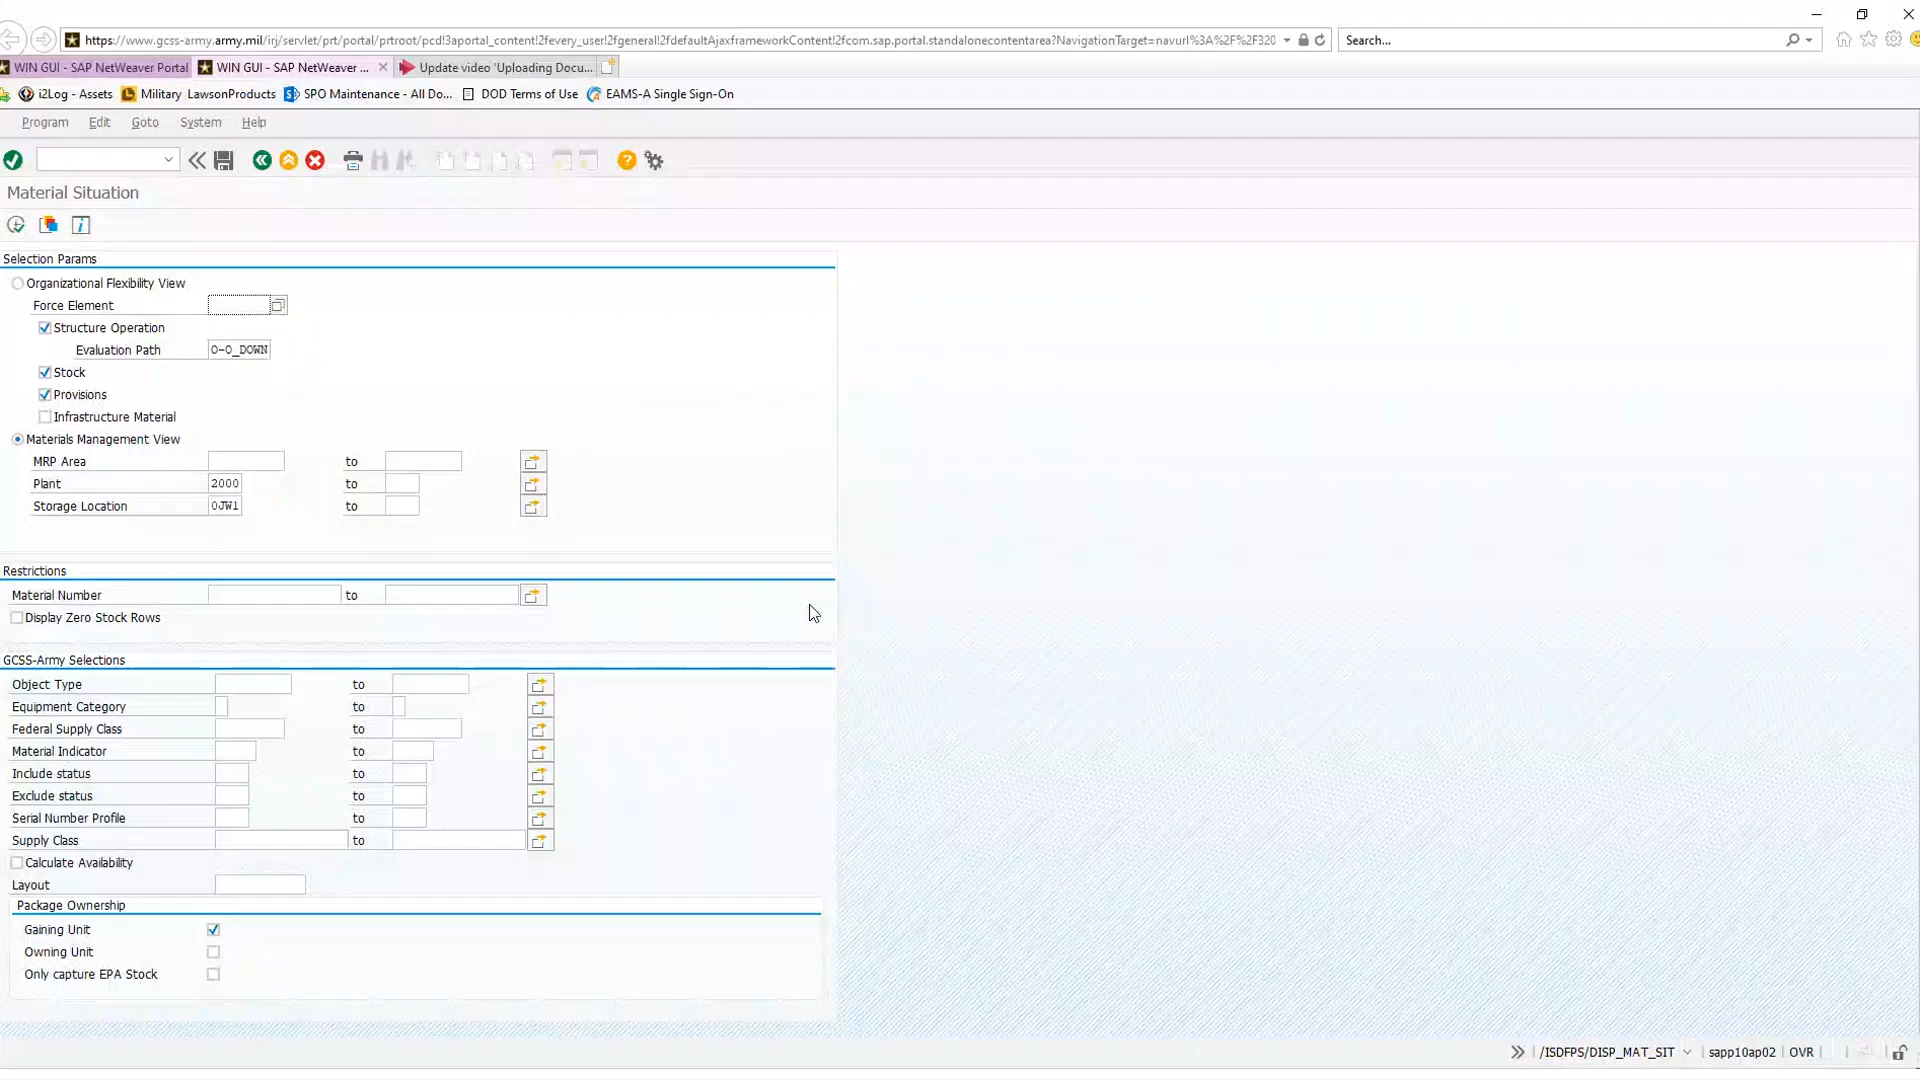 https://www.gcss-army.army.mil/irj/servlet/prt/portal/prtroot/pcd!3aportal_content!2fevery_user!2fgeneral!2fdefaultAjaxframeworkContent!2fcom.sap.portal.standalonecontentarea?NavigationTarget=navurl%3A%2F%2F320
Search...
WIN GUI - SAP NetWeaver Portal
WIN GUI - SAP NetWeaver ...
Update video 'Uploading Docu...
i2Log - Assets
Military LawsonProducts
SPO Maintenance - All Do...
DOD Terms of Use
EAMS-A Single Sign-On
Program Edit Goto System Help
Material Situation
Selection Params
Organizational Flexibility View
Force Element
Structure Operation
Evaluation Path O-O_DOWN
Stock
Provisions
Infrastructure Material
Materials Management View
MRP Area to
Plant 2000 to
Storage Location 0JW1 to
Restrictions
Material Number to
Display Zero Stock Rows
GCSS-Army Selections
Object Type to
Equipment Category to
Federal Supply Class to
Material Indicator to
Include status to
Exclude status to
Serial Number Profile to
Supply Class to
Calculate Availability
Layout
Package Ownership
Gaining Unit
Owning Unit
Only capture EPA Stock
/ISDFPS/DISP_MAT_SIT sapp10ap02 OVR